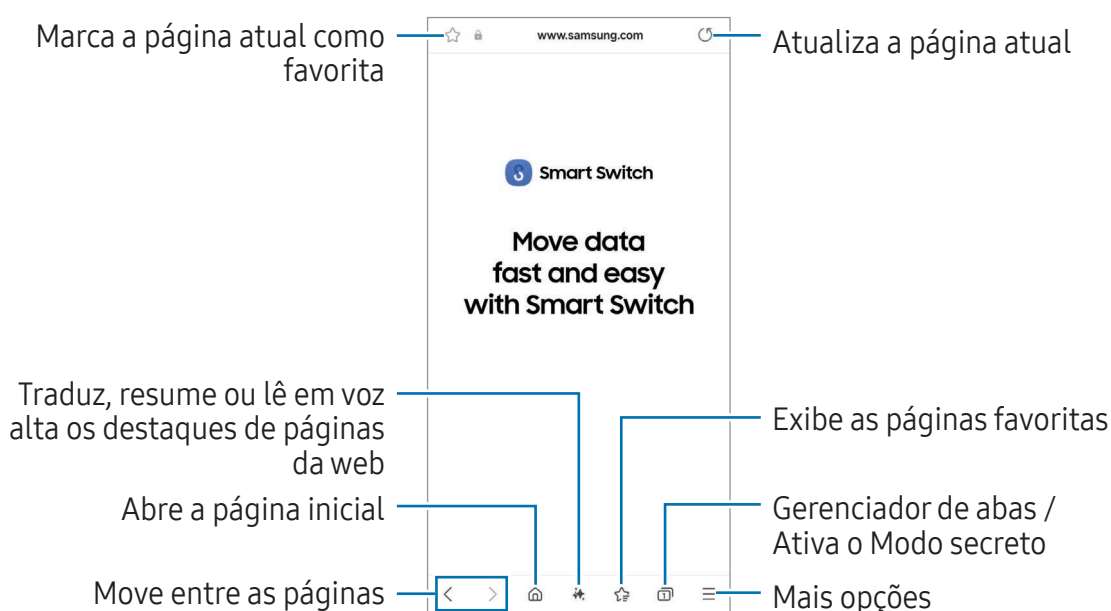 Marca a página atual como
favorita
www.samsung.com
Atualiza a página atual
Smart Switch
Move data
fast and easy
with Smart Switch
Traduz, resume ou lê em voz
alta os destaques de páginas
da web
Exibe as páginas favoritas
Abre a página inicial
Gerenciador de abas /
Ativa o Modo secreto
Move entre as páginas
1
Mais opções